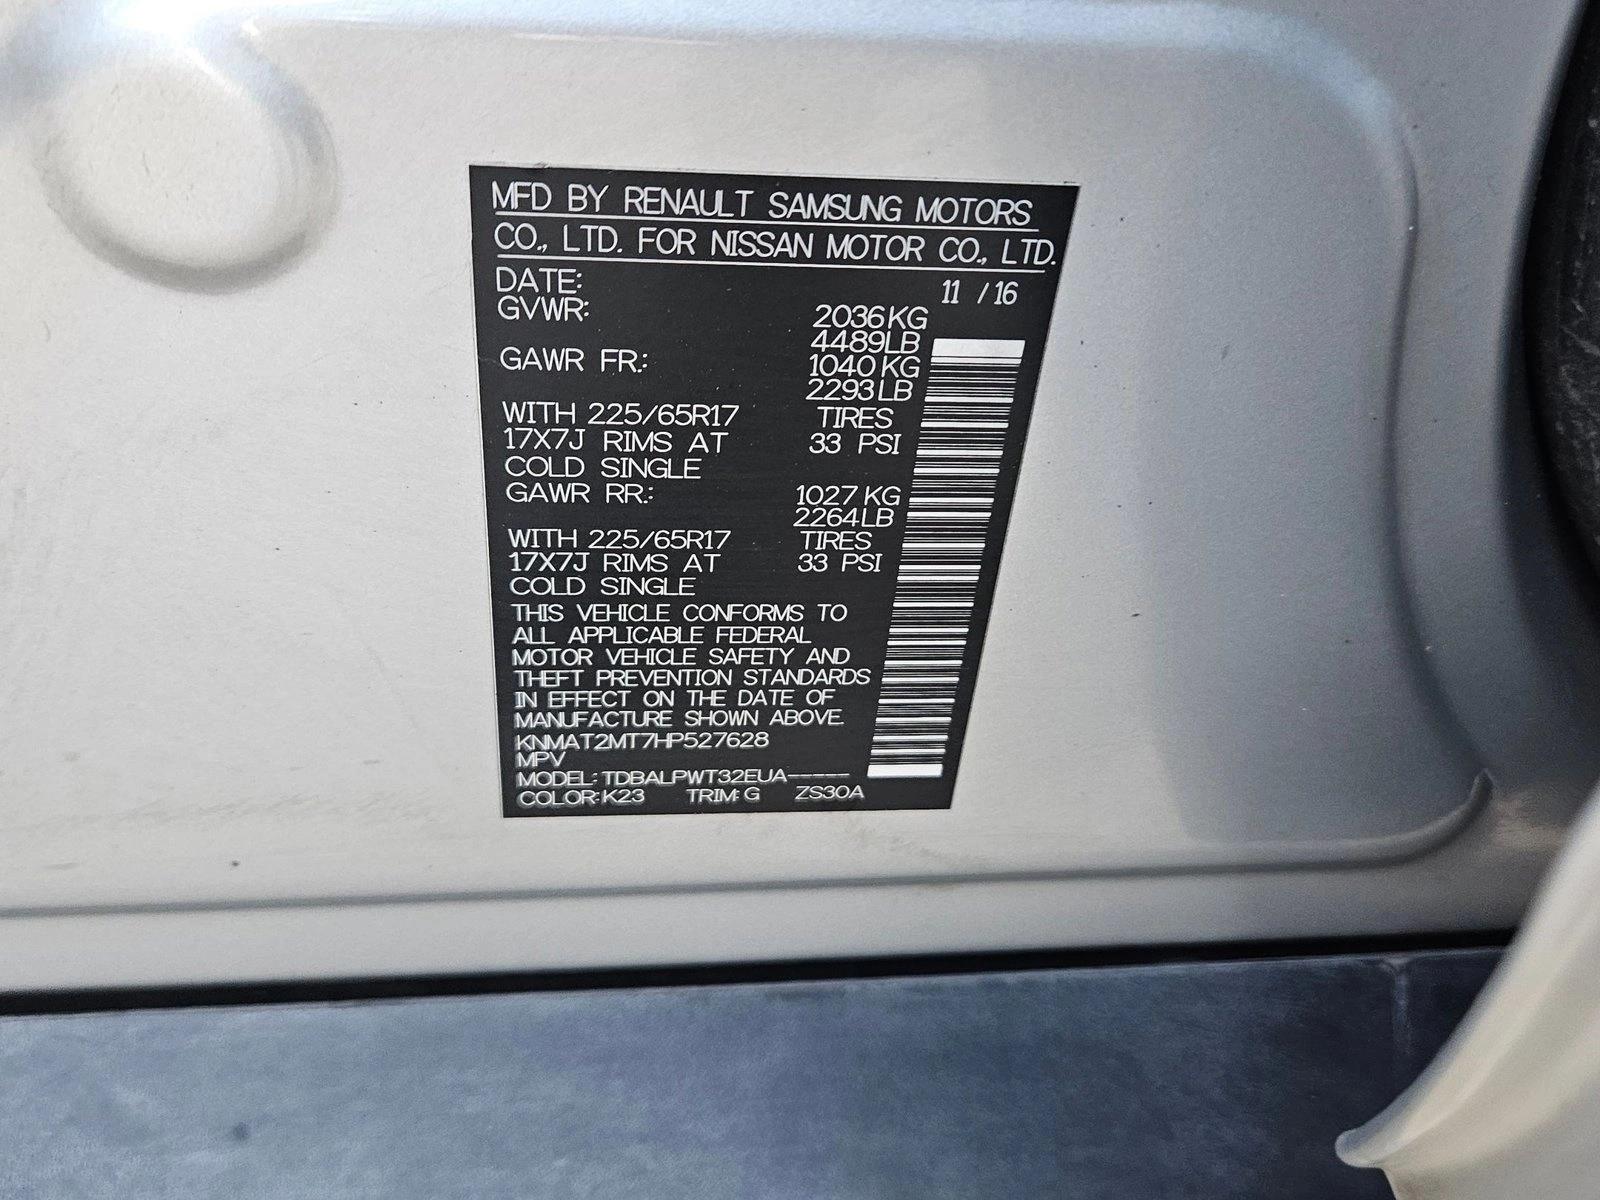 MFD BY RENAULT SAMSUNG MOTORS
CO., LTD. FOR NISSAN MOTOR CO., LTD.
DATE: 11 / 16
GVWR: 2036 KG
4489 LB
GAWR FR.: 1040 KG
2293 LB
WITH 225/65R17 TIRES
17X7J RIMS AT 33 PSI
COLD SINGLE
GAWR RR.: 1027 KG
2264 LB
WITH 225/65R17 TIRES
17X7J RIMS AT 33 PSI
COLD SINGLE
THIS VEHICLE CONFORMS TO
ALL APPLICABLE FEDERAL
MOTOR VEHICLE SAFETY AND
THEFT PREVENTION STANDARDS
IN EFFECT ON THE DATE OF
MANUFACTURE SHOWN ABOVE.
KNMAT2MT7HP527628
MPV
MODEL: TDBALPWT32EUA-----
COLOR: K23 TRIM: G ZS30A